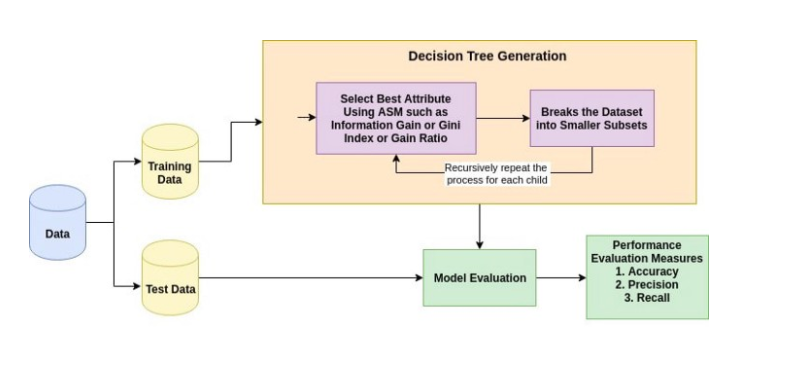 Decision Tree Generation
Select Best Attribute
Using ASM such as
Information Gain or Gini
Index or Gain Ratio
Breaks the Dataset
into Smaller Subsets
Recursively repeat the
process for each child
Training
Data
Data
Test Data
Model Evaluation
Performance
Evaluation Measures
1. Accuracy
2. Precision
3. Recall